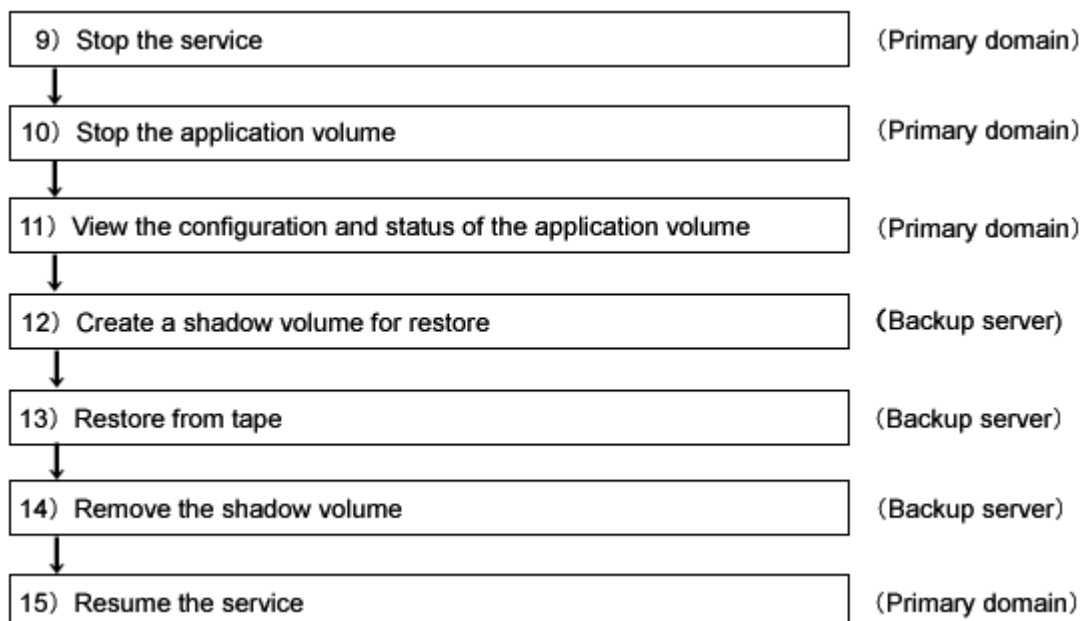 9）Stop the service （Primary domain）
10）Stop the application volume （Primary domain）
11）View the configuration and status of the application volume （Primary domain）
12）Create a shadow volume for restore （Backup server)
13）Restore from tape （Backup server）
14）Remove the shadow volume （Backup server）
15）Resume the service （Primary domain）